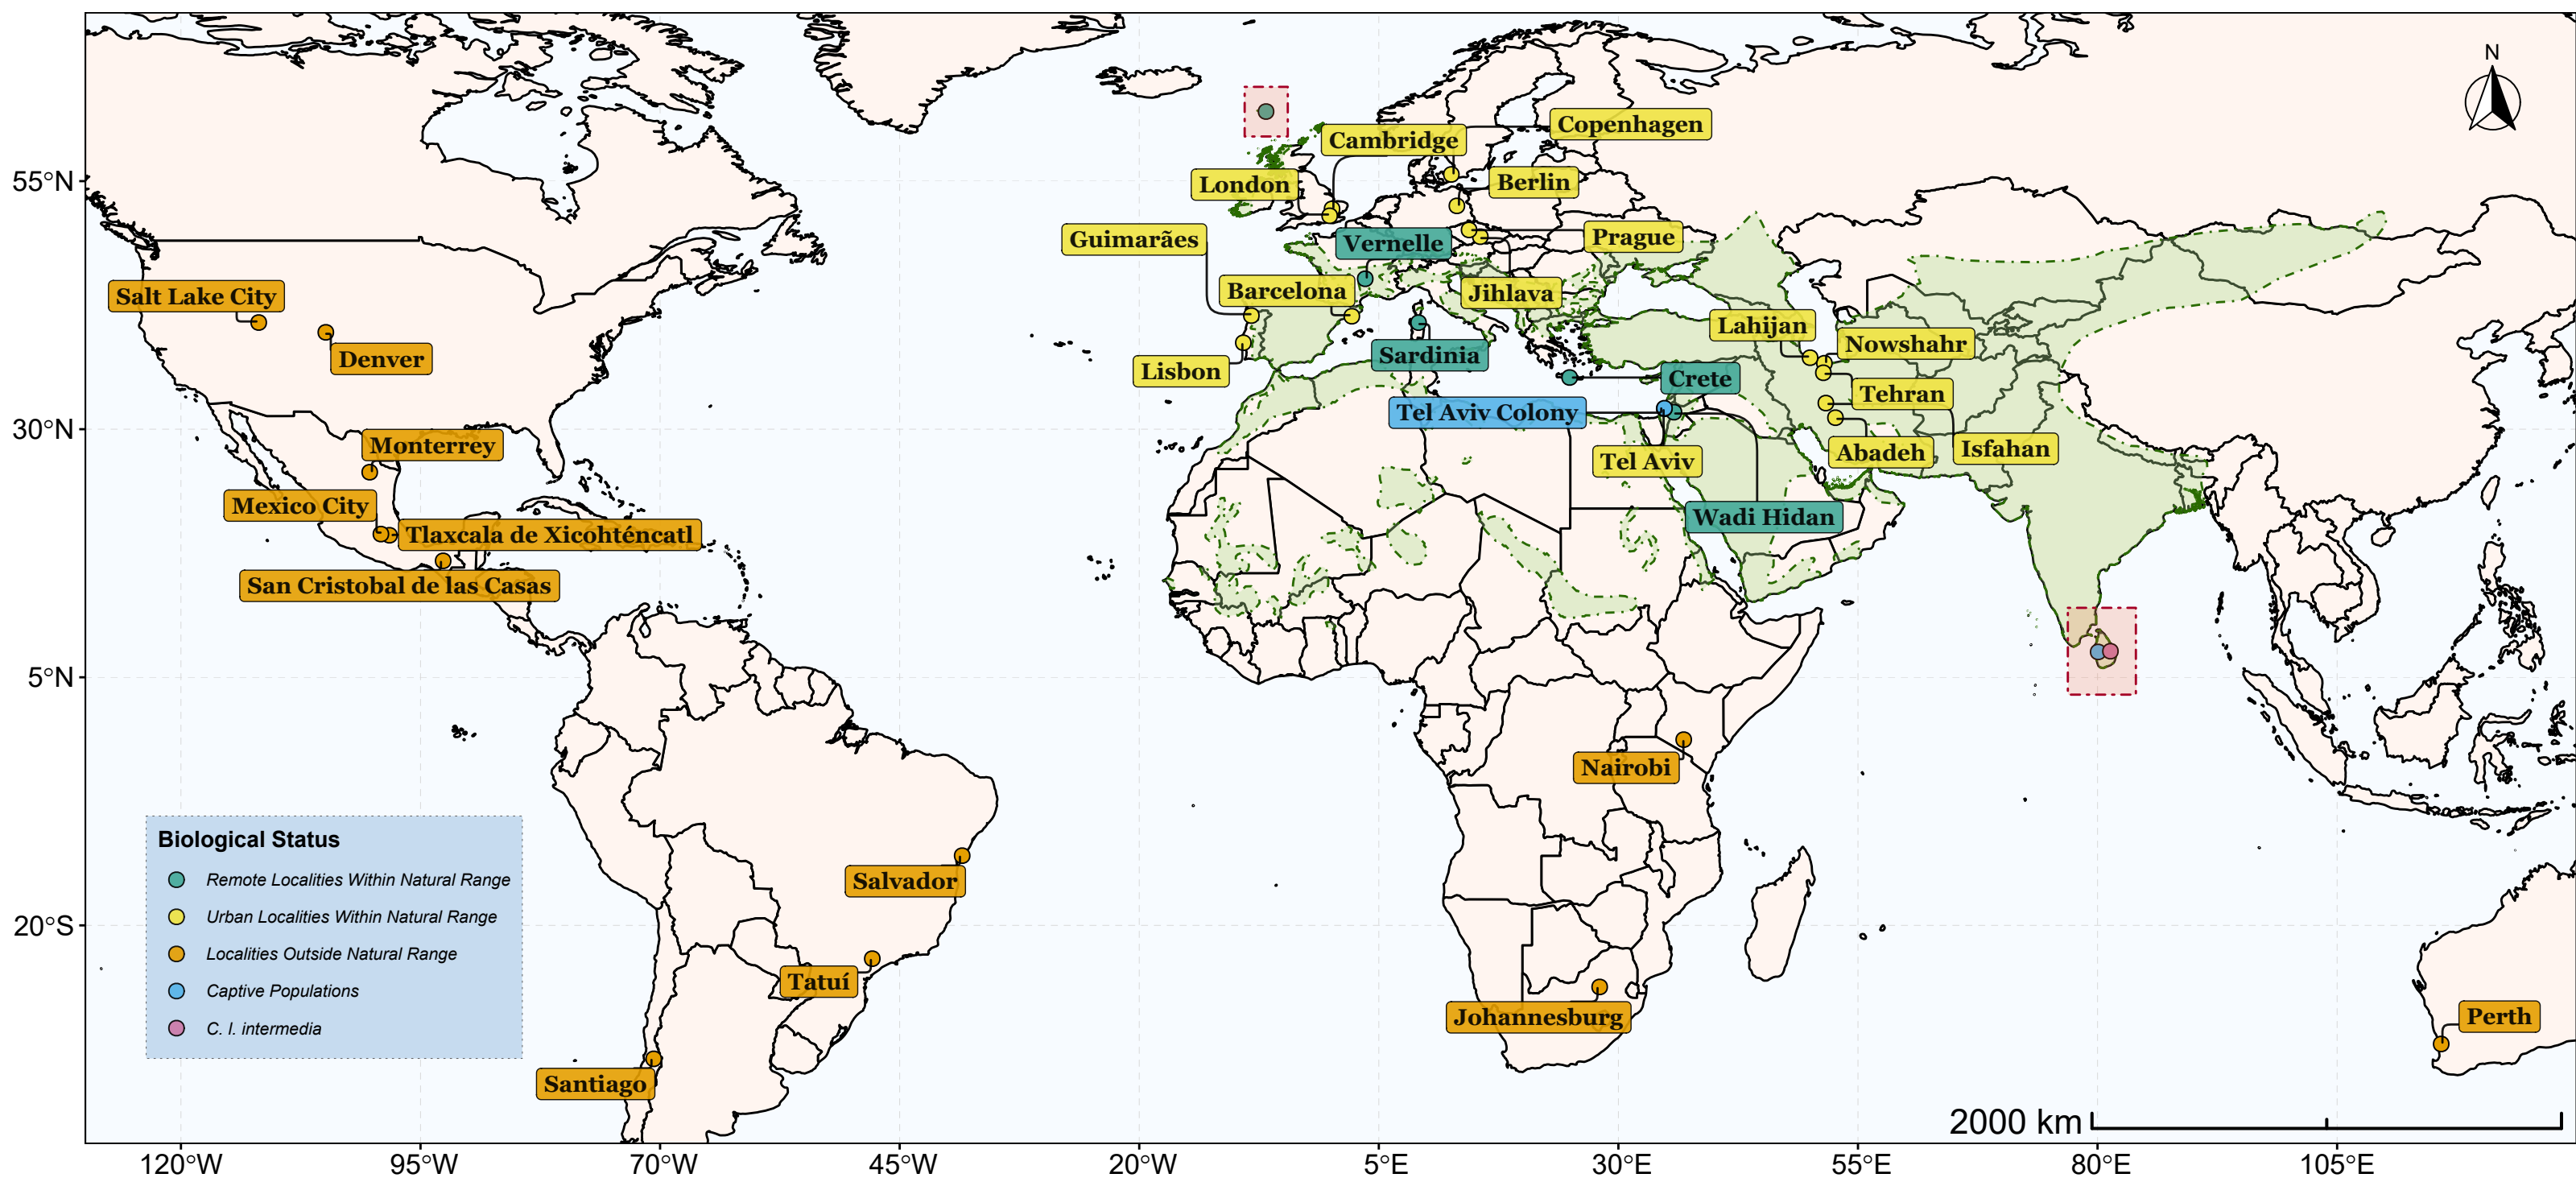 N
Copenhagen
Cambridge
55°N
London
Berlin
Guimarães
Vernelle
Prague
Salt Lake City
Barcelona
Jihlava
Lahijan
Nowshahr
Denver
Sardinia
Lisbon
Crete
Tehran
Tel Aviv Colony
30°N
Monterrey
Tel Aviv
Abadeh
Isfahan
Mexico City
Wadi Hidan
Tlaxcala de Xicohténcatl
San Cristobal de las Casas
5°N
Nairobi
Biological Status
Remote Localities Within Natural Range
Urban Localities Within Natural Range
Localities Outside Natural Range
Captive Populations
C. l. intermedia
Salvador
20°S
Tatuí
Johannesburg
Perth
Santiago
2000 km
120°W
95°W
70°W
45°W
20°W
5°E
30°E
55°E
80°E
105°E